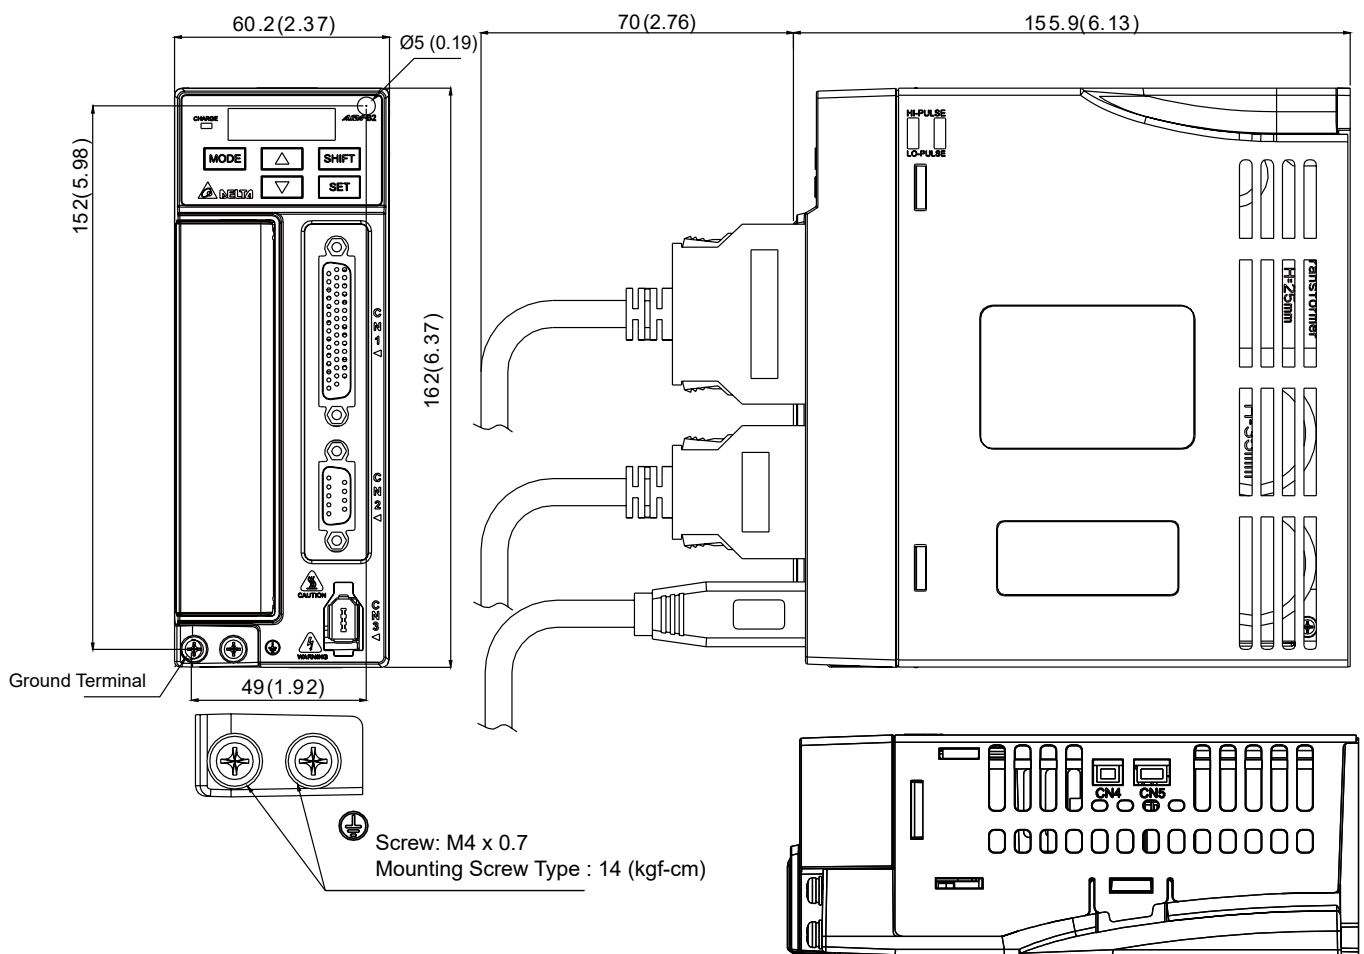 60.2(2.37)
70(2.76)
155.9(6.13)
Ø5 (0.19)
152(5.98)
162(6.37)
CHARGE
MODE
SHIFT
SET
DELTA
CN1
CN2
CN3
CAUTION
WARNING
Ground Terminal
49(1.92)
HI-PULSE
LO-PULSE
H=25mm
CN4
CN5
Screw: M4 x 0.7
Mounting Screw Type : 14 (kgf-cm)